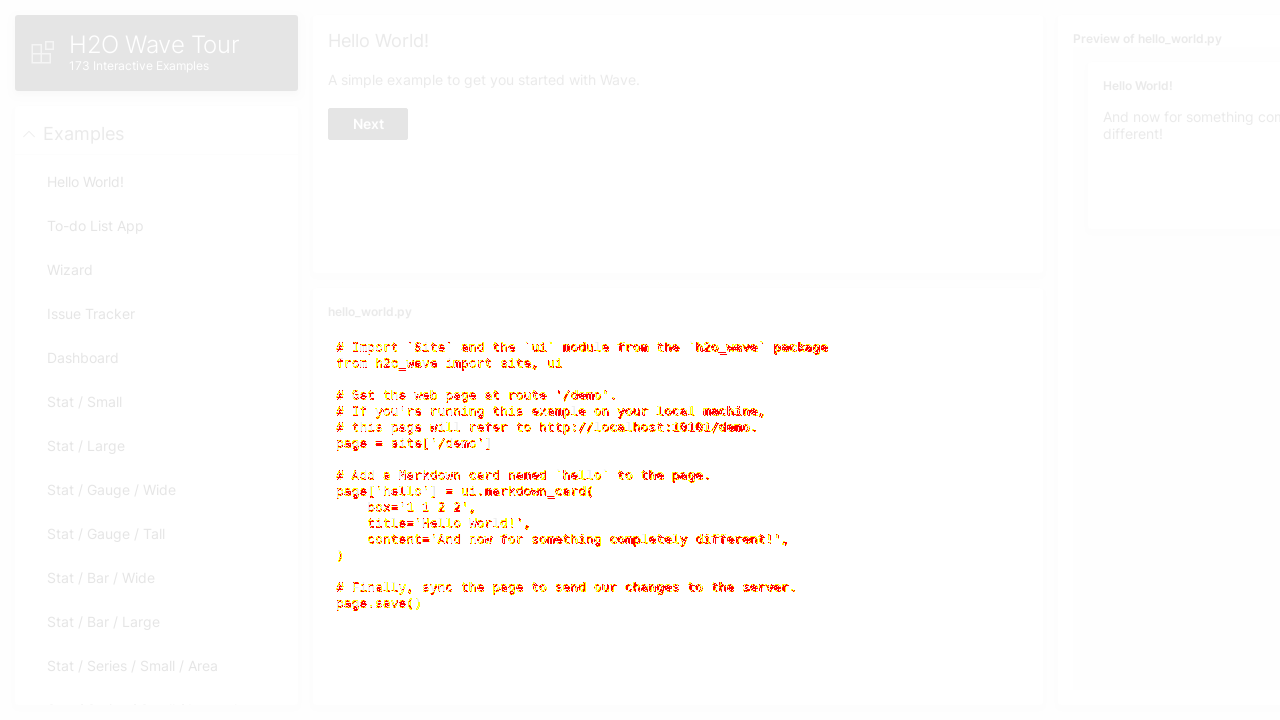 H2O Wave Tour
173 Interactive Examples
Examples
Hello World!
To-do List App
Wizard
Issue Tracker
Dashboard
Stat / Small
Stat / Large
Stat / Gauge / Wide
Stat / Gauge / Tall
Stat / Bar / Wide
Stat / Bar / Large
Stat / Series / Small / Area
Hello World!
A simple example to get you started with Wave.
Next
hello_world.py
# Import `Site` and the `ui` module from the `h2o_wave` package
from h2o_wave import site, ui
# Get the web page at route '/demo'.
# If you're running this example on your local machine,
# this page will refer to http://localhost:10101/demo.
page = site['/demo']
# Add a Markdown card named `hello` to the page.
page['hello'] = ui.markdown_card(
box='1 1 2 2',
title='Hello World!',
content='And now for something completely different!',
)
# Finally, sync the page to send our changes to the server.
page.save()
Preview of hello_world.py
Hello World!
And now for something
different!